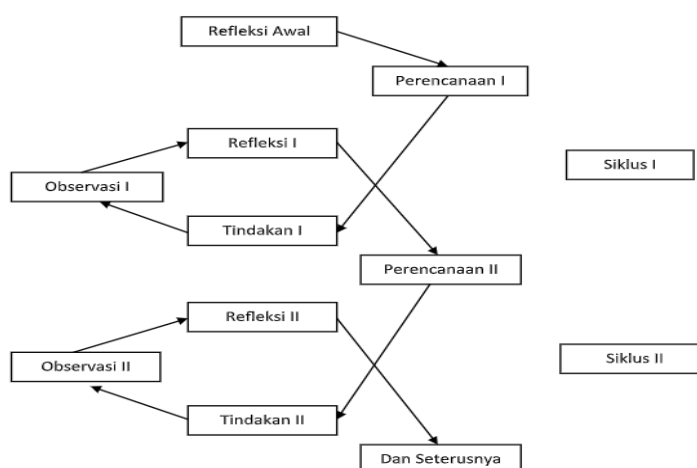 Refleksi Awal
Perencanaan I
Refleksi I
Siklus I
Observasi I
Tindakan I
Perencanaan II
Refleksi II
Siklus II
Observasi II
Tindakan II
Dan Seterusnya